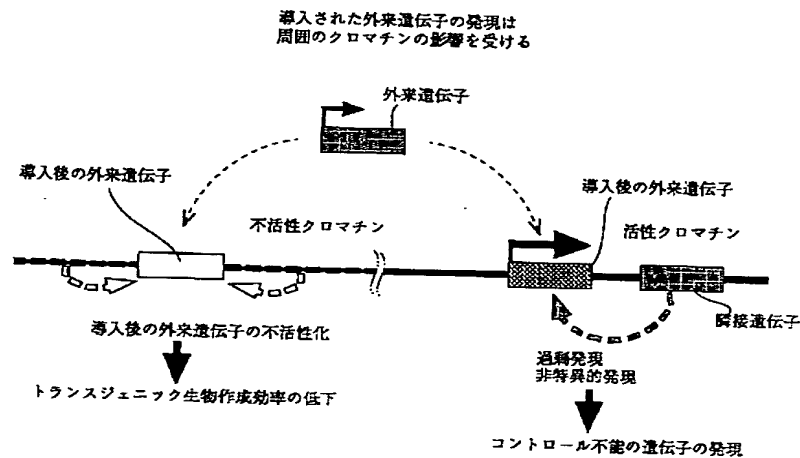 導入された外来遺伝子の発現は
周囲のクロマチンの影響を受ける
外来遺伝子
導入後の外来遺伝子
不活性クロマチン
導入後の外来遺伝子
活性クロマチン
隣接遺伝子
導入後の外来遺伝子の不活性化
トランスジェニック生物作成効率の低下
過剰発現
非特異的発現
コントロール不能の遺伝子の発現